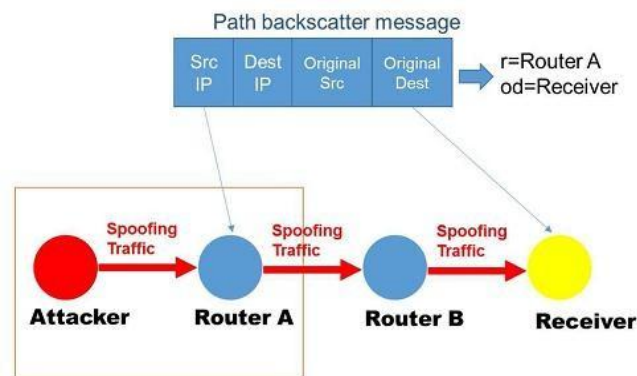 Path backscatter message
Src IP
Dest IP
Original Src
Original Dest
r=Router A
od=Receiver
Spoofing Traffic
Spoofing Traffic
Spoofing Traffic
Attacker
Router A
Router B
Receiver